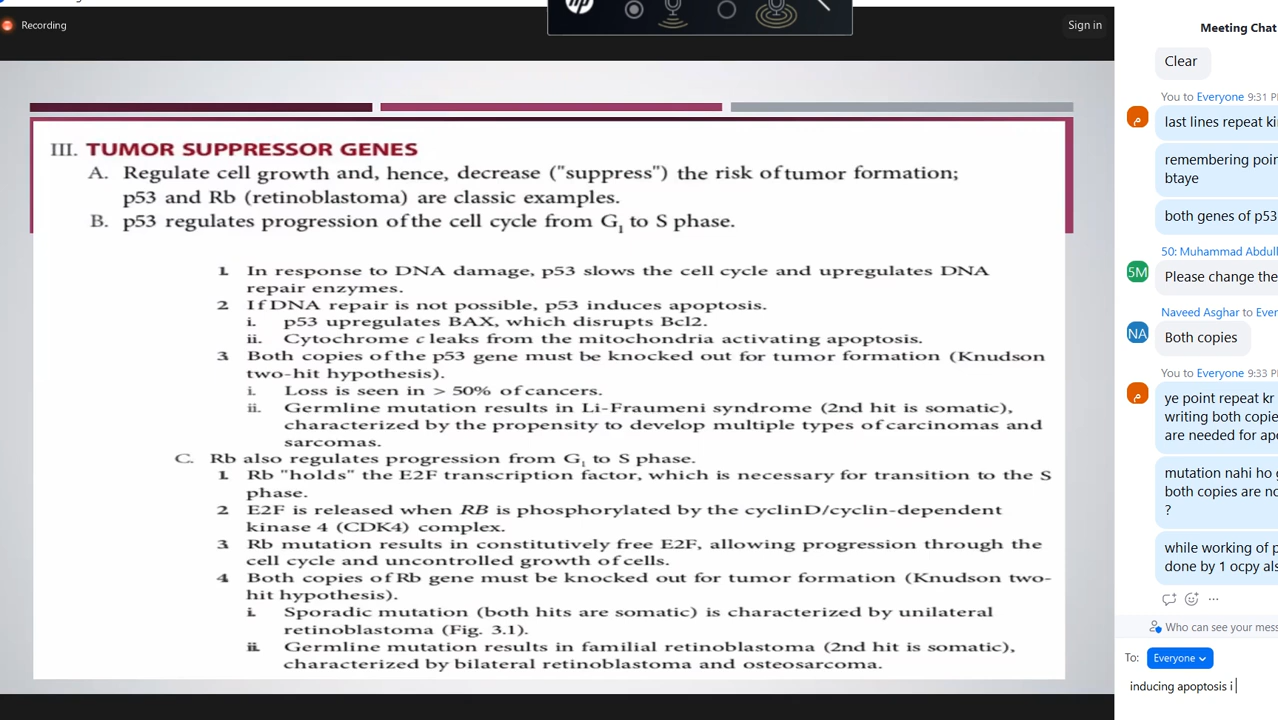 hp
Recording
Sign in
III. TUMOR SUPPRESSOR GENES
A. Regulate cell growth and, hence, decrease ("suppress") the risk of tumor formation;
p53 and Rb (retinoblastoma) are classic examples.
B. p53 regulates progression of the cell cycle from G1 to S phase.
1. In response to DNA damage, p53 slows the cell cycle and upregulates DNA
repair enzymes.
2 If DNA repair is not possible, p53 induces apoptosis.
i. p53 upregulates BAX, which disrupts Bcl2.
ii. Cytochrome c leaks from the mitochondria activating apoptosis.
3 Both copies of the p53 gene must be knocked out for tumor formation (Knudson
two-hit hypothesis).
i. Loss is seen in > 50% of cancers.
ii. Germline mutation results in Li-Fraumeni syndrome (2nd hit is somatic),
characterized by the propensity to develop multiple types of carcinomas and
sarcomas.
C. Rb also regulates progression from G1 to S phase.
1. Rb "holds" the E2F transcription factor, which is necessary for transition to the S
phase.
2 E2F is released when RB is phosphorylated by the cyclinD/cyclin-dependent
kinase 4 (CDK4) complex.
3 Rb mutation results in constitutively free E2F, allowing progression through the
cell cycle and uncontrolled growth of cells.
4 Both copies of Rb gene must be knocked out for tumor formation (Knudson two-
hit hypothesis).
i. Sporadic mutation (both hits are somatic) is characterized by unilateral
retinoblastoma (Fig. 3.1).
ii. Germline mutation results in familial retinoblastoma (2nd hit is somatic),
characterized by bilateral retinoblastoma and osteosarcoma.
Meeting Chat
Clear
You to Everyone 9:31
م
last lines repeat
remembering
btaye
both genes of p53
50: Muhammad
5M
Please change the
Naveed Asghar to
NA
Both copies
You to Everyone 9:33
م
ye point repeat kr
writing both
are needed for
mutation nahi ho
both copies are
?
while working of
done by 1 ocpy
Who can see your
To: Everyone
inducing apoptosis i